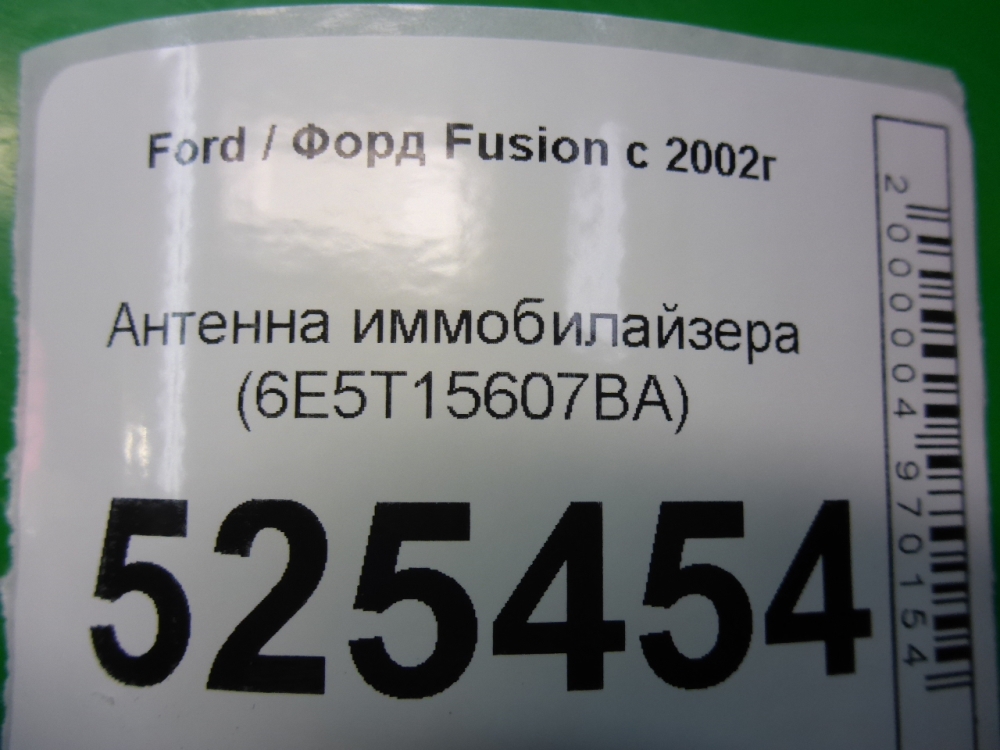 Ford / Форд Fusion с 2002г
Антенна иммобилайзера
(6E5T15607BA)
525454
2000004970154